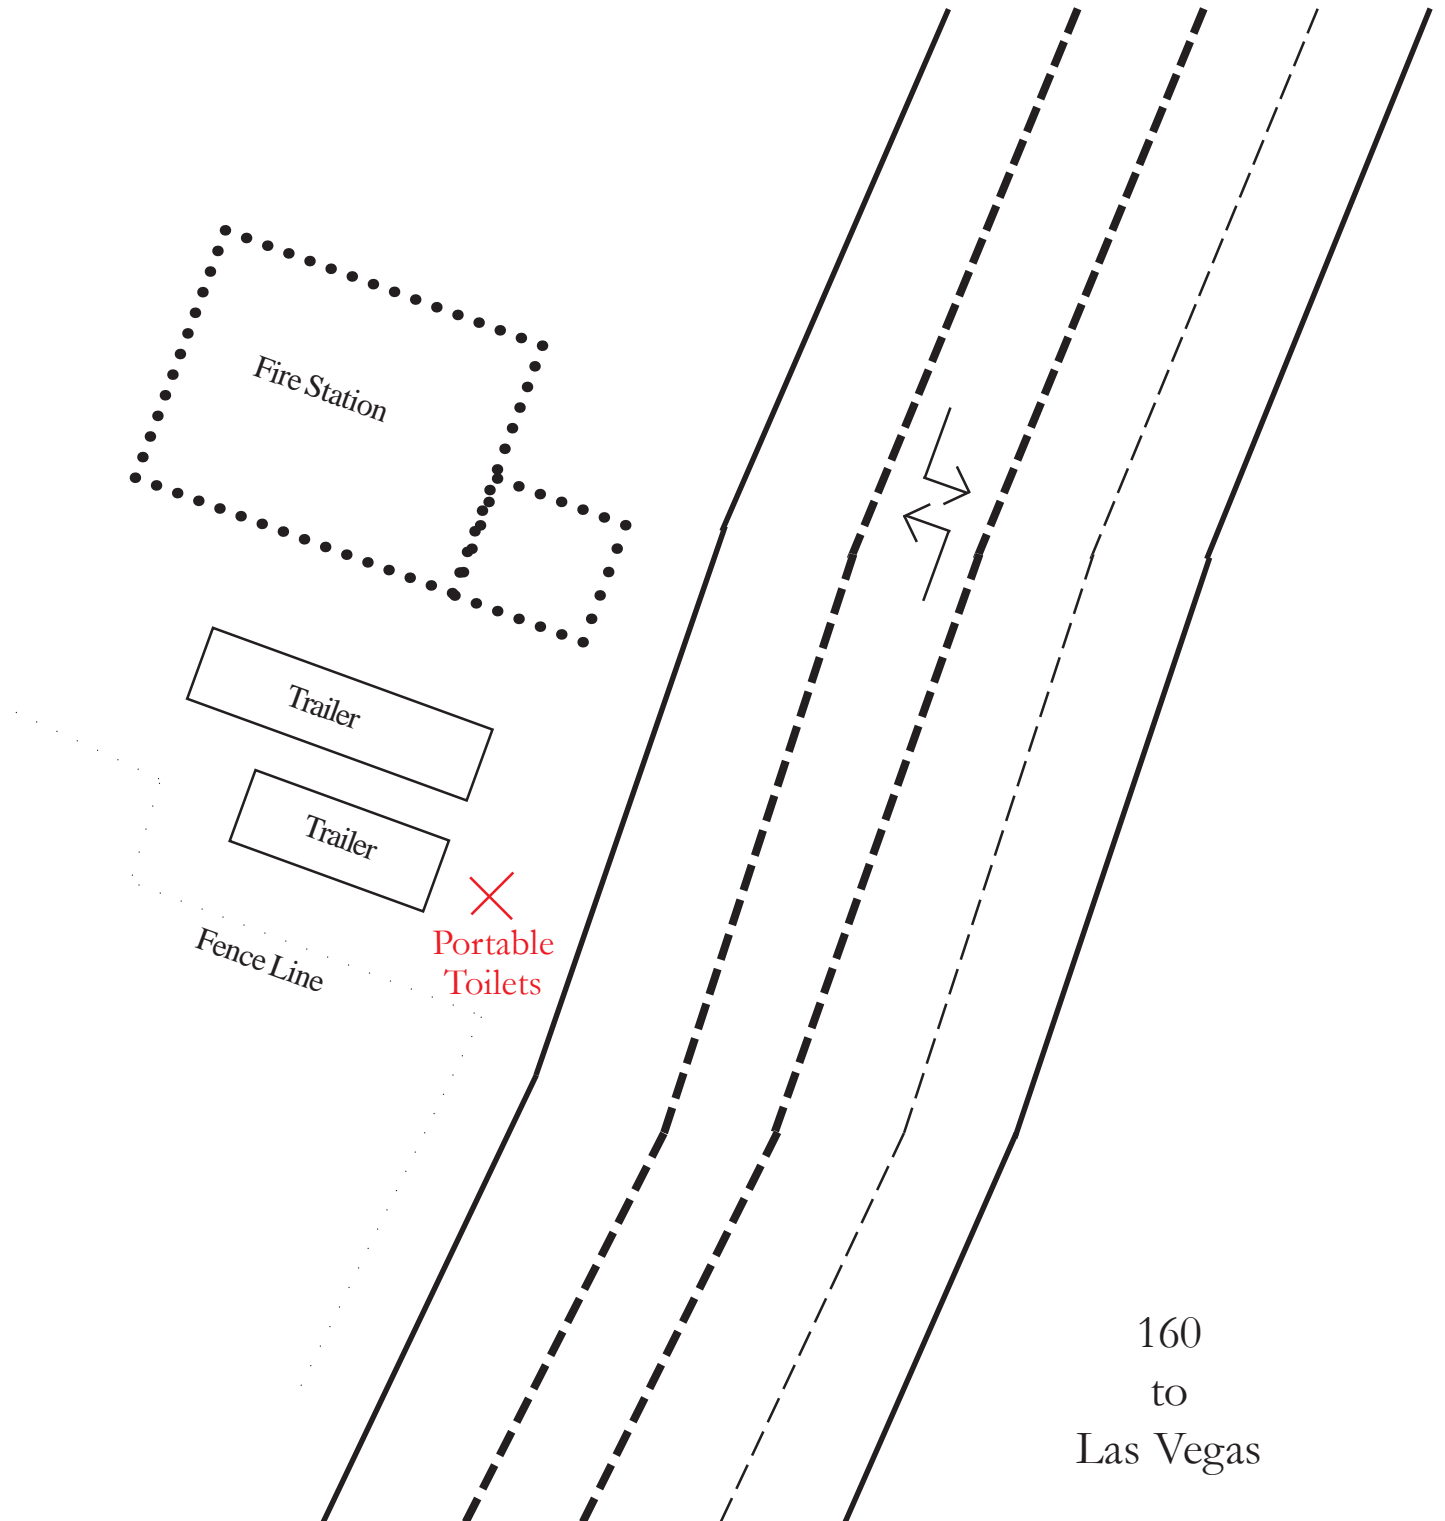 Fire Station
Trailer
Trailer
Fence Line
Portable
Toilets
160
to
Las Vegas